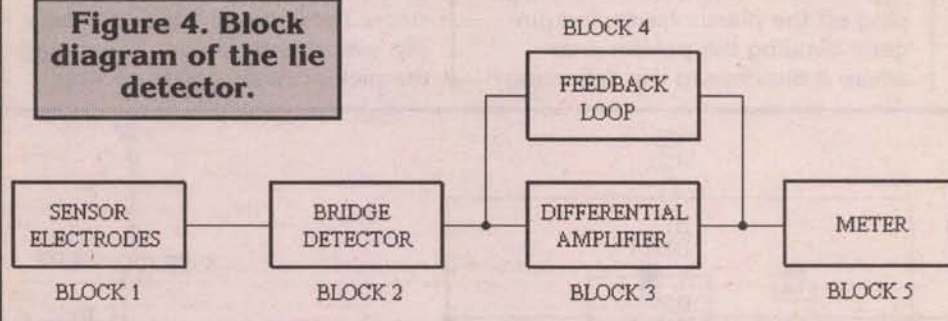 Figure 4. Block
diagram of the lie
detector.
BLOCK 4
FEEDBACK
LOOP
SENSOR
ELECTRODES
BRIDGE
DETECTOR
DIFFERENTIAL
AMPLIFIER
METER
BLOCK 1
BLOCK 2
BLOCK 3
BLOCK 5